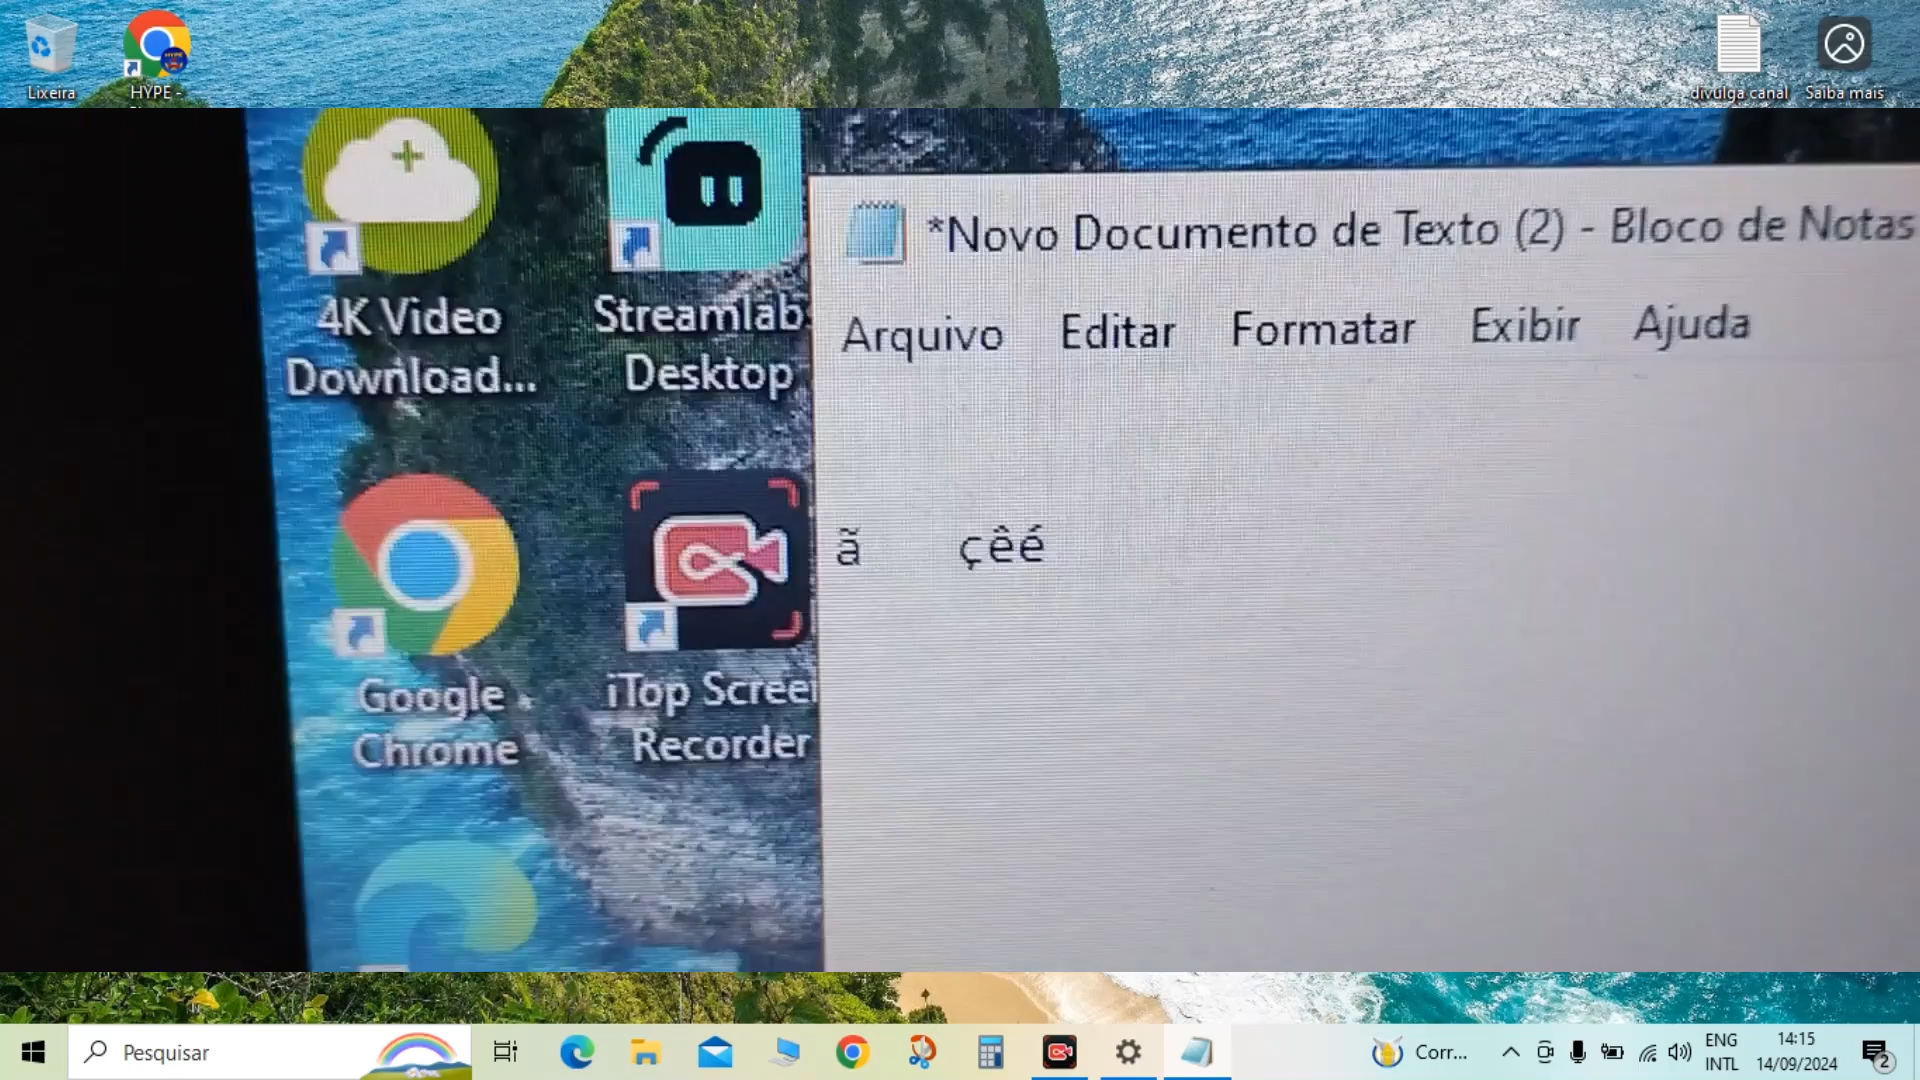 Lixeira
HYPE -
divulga canal
Saiba mais
*Novo Documento de Texto (2) - Bloco de Notas
Arquivo Editar Formatar Exibir Ajuda
ã çêé
4K Video
Download...
Streamlab
Desktop
Google
Chrome
iTop Scree
Recorder
Pesquisar
Corr...
ENG
INTL
14:15
14/09/2024
2